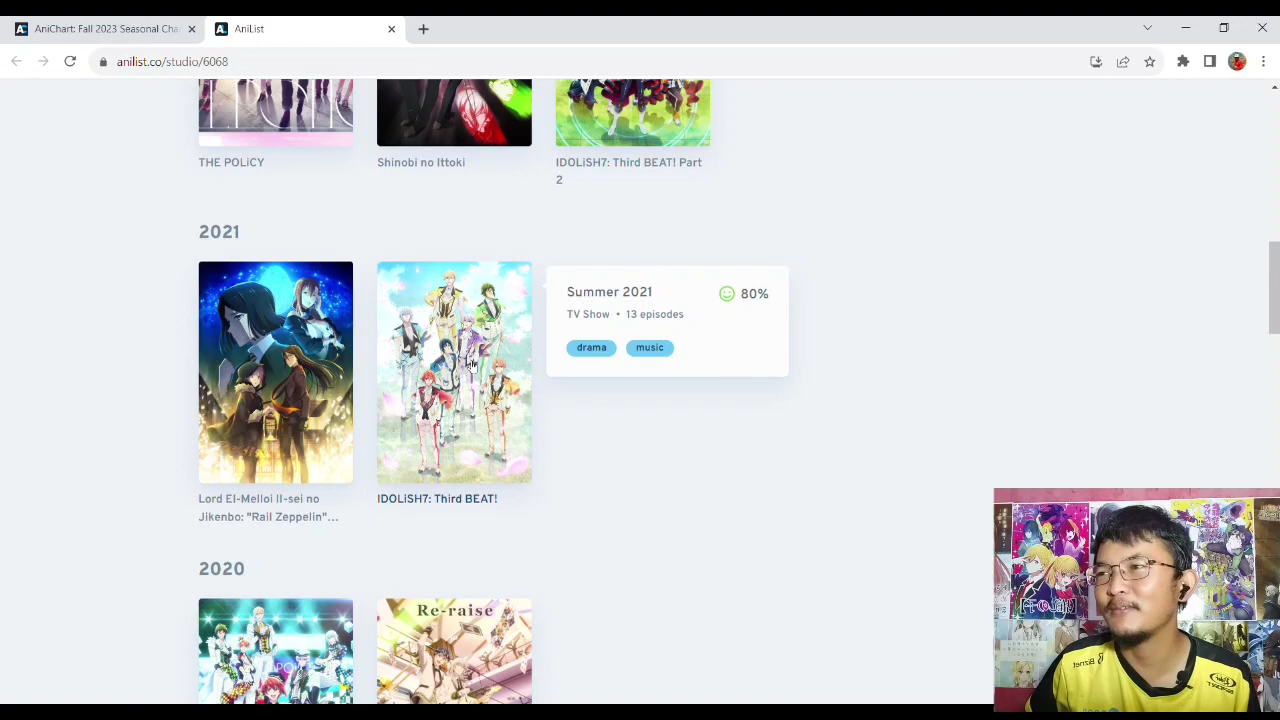 AniChart: Fall 2023 Seasonal Cha
AniList
anilist.co/studio/6068
THE POLiCY
Shinobi no Ittoki
IDOLiSH7: Third BEAT! Part
2
2021
Summer 2021
80%
TV Show • 13 episodes
drama
music
Lord El-Melloi II-sei no
Jikenbo: "Rail Zeppelin"…
IDOLiSH7: Third BEAT!
2020
Re-raise